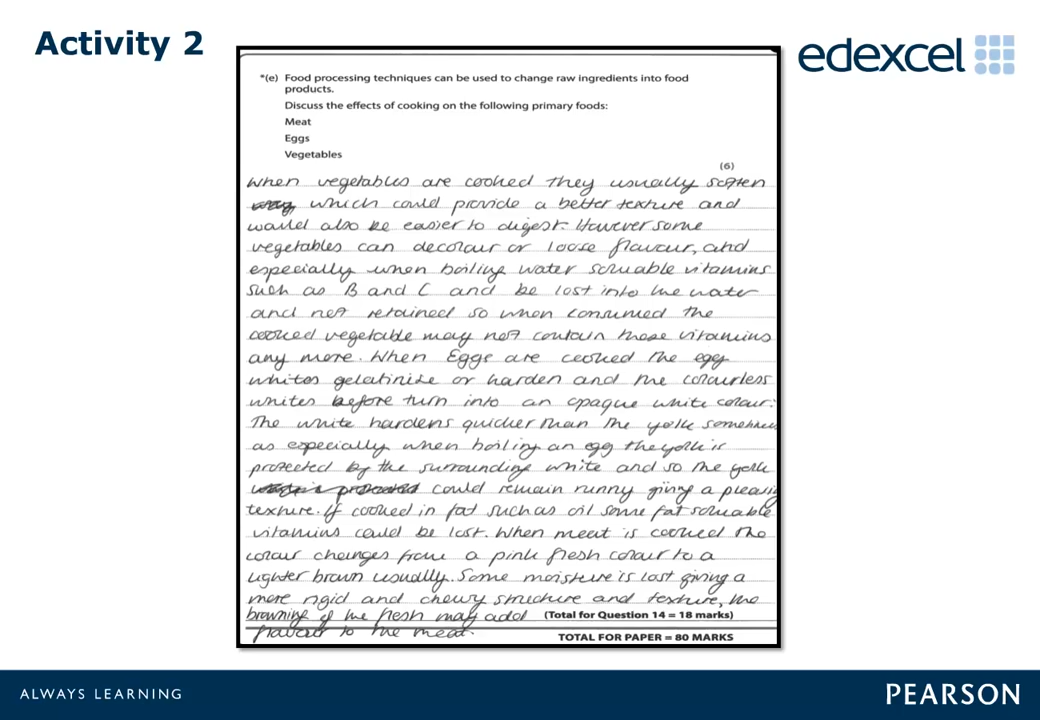 Activity 2
edexcel
*(e) Food processing techniques can be used to change raw ingredients into food
products.
Discuss the effects of cooking on the following primary foods:
Meat
Eggs
Vegetables
(6)
When vegetables are cooked they usually soften
which could provide a better texture and
would also be easier to digest. However some
vegetables can decolour or loose flavour, and
especially when boiling water soluable vitamins
such as B and C and be lost into the water
and not retained so when consumed the
cooked vegetable may not contain these vitamins
any more. When Eggs are cooked the egg
whites gelatinize or harden and the colourless
whites before turn into an opaque white colour.
The white hardens quicker than the yolk sometimes
as especially when boiling an egg the yolk is
protected by the surrounding white and so the yolk
could remain runny giving a pleasing
texture. If cooked in fat such as oil some fat soluable
vitamins could be lost. When meat is cooked the
colour changes from a pink flesh colour to a
lighter brown usually. Some moisture is lost giving a
more rigid and chewy structure and texture, the
browning of the flesh may add (Total for Question 14 = 18 marks)
flavour to the meat.
TOTAL FOR PAPER = 80 MARKS
ALWAYS LEARNING
PEARSON